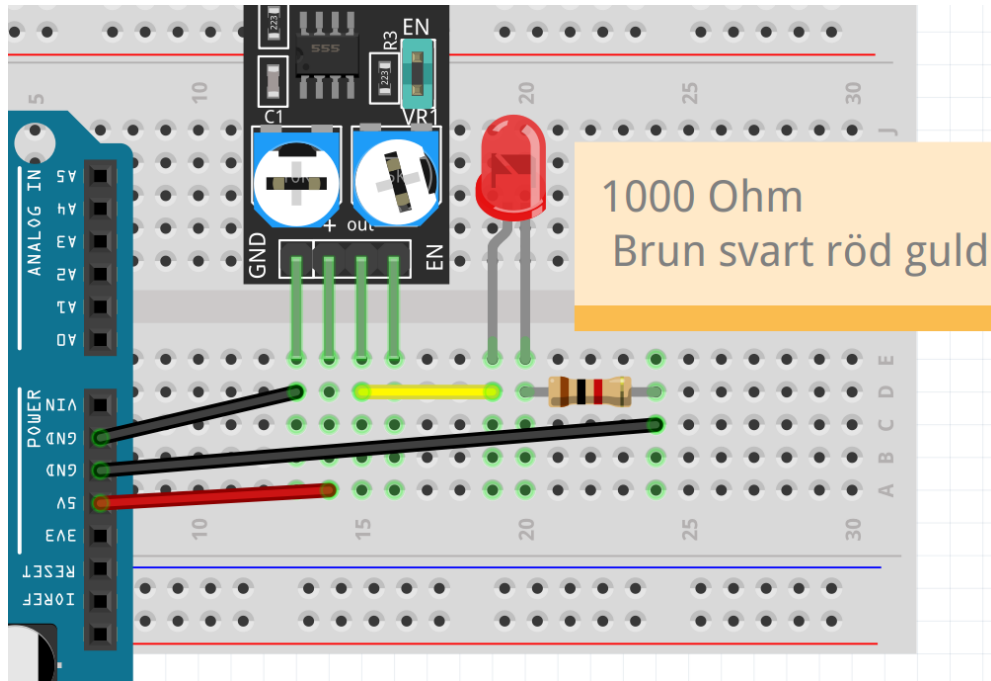 223
555
R3
EN
223
5
10
20
25
30
C1
VR1
J
ANALOG IN
A5
A4
A3
A2
A1
A0
1000 Ohm
Brun svart röd guld
GND
+
out
EN
E
D
C
B
A
POWER
VIN
GND
GND
5V
3V3
RESET
IOREF
10
15
20
25
30